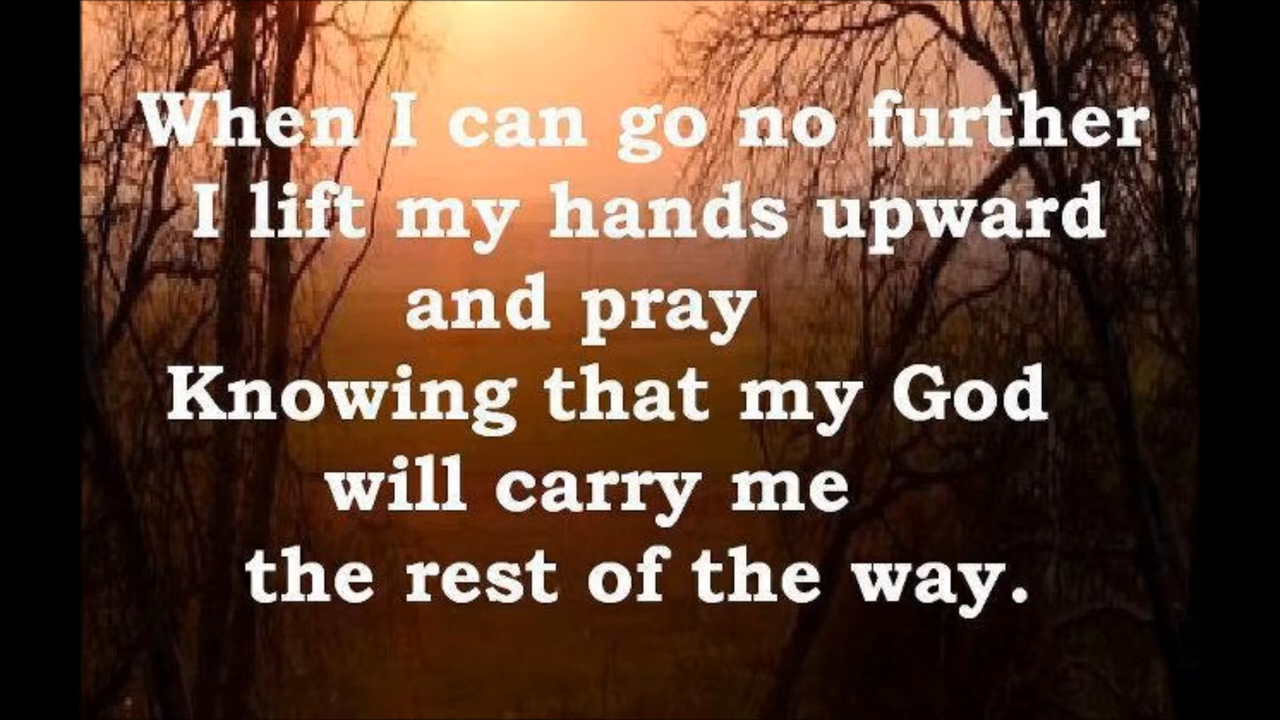 When I can go no further
I lift my hands upward
and pray
Knowing that my God
will carry me
the rest of the way.